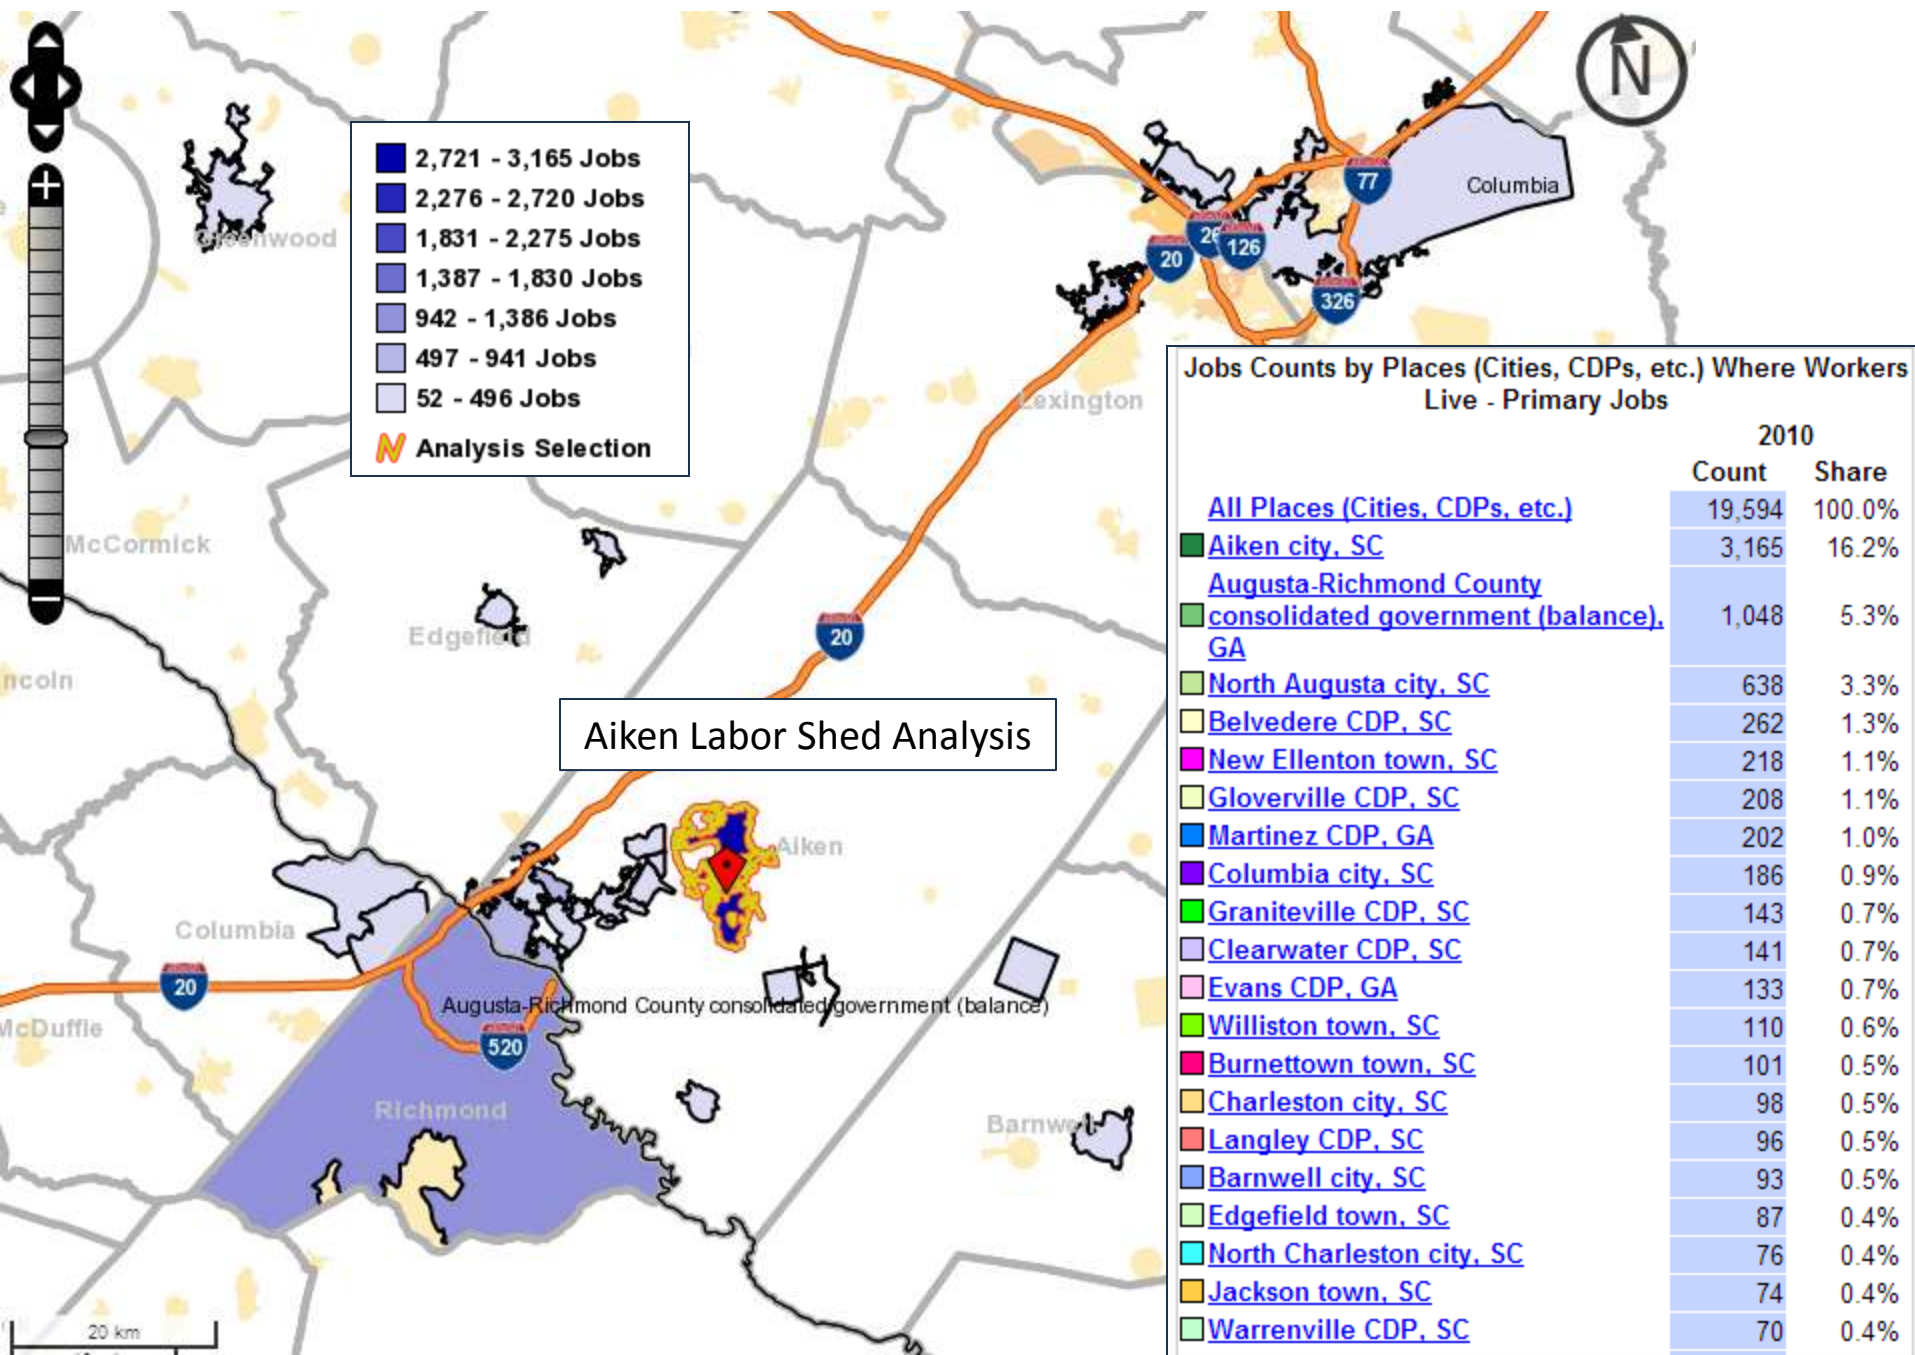 N
2,721 - 3,165 Jobs
2,276 - 2,720 Jobs
1,831 - 2,275 Jobs
1,387 - 1,830 Jobs
942 - 1,386 Jobs
497 - 941 Jobs
52 - 496 Jobs
N Analysis Selection
77
Columbia
26
126
20
326
Greenwood
Lexington
McCormick
Edgefield
20
ncoln
Aiken Labor Shed Analysis
Aiken
Columbia
20
Augusta-Richmond County consolidated government (balance)
McDuffie
520
Richmond
Barnwell
20 km
Jobs Counts by Places (Cities, CDPs, etc.) Where Workers
Live - Primary Jobs
2010
Count Share
All Places (Cities, CDPs, etc.) 19,594 100.0%
Aiken city, SC 3,165 16.2%
Augusta-Richmond County
consolidated government (balance), 1,048 5.3%
GA
North Augusta city, SC 638 3.3%
Belvedere CDP, SC 262 1.3%
New Ellenton town, SC 218 1.1%
Gloverville CDP, SC 208 1.1%
Martinez CDP, GA 202 1.0%
Columbia city, SC 186 0.9%
Graniteville CDP, SC 143 0.7%
Clearwater CDP, SC 141 0.7%
Evans CDP, GA 133 0.7%
Williston town, SC 110 0.6%
Burnettown town, SC 101 0.5%
Charleston city, SC 98 0.5%
Langley CDP, SC 96 0.5%
Barnwell city, SC 93 0.5%
Edgefield town, SC 87 0.4%
North Charleston city, SC 76 0.4%
Jackson town, SC 74 0.4%
Warrenville CDP, SC 70 0.4%